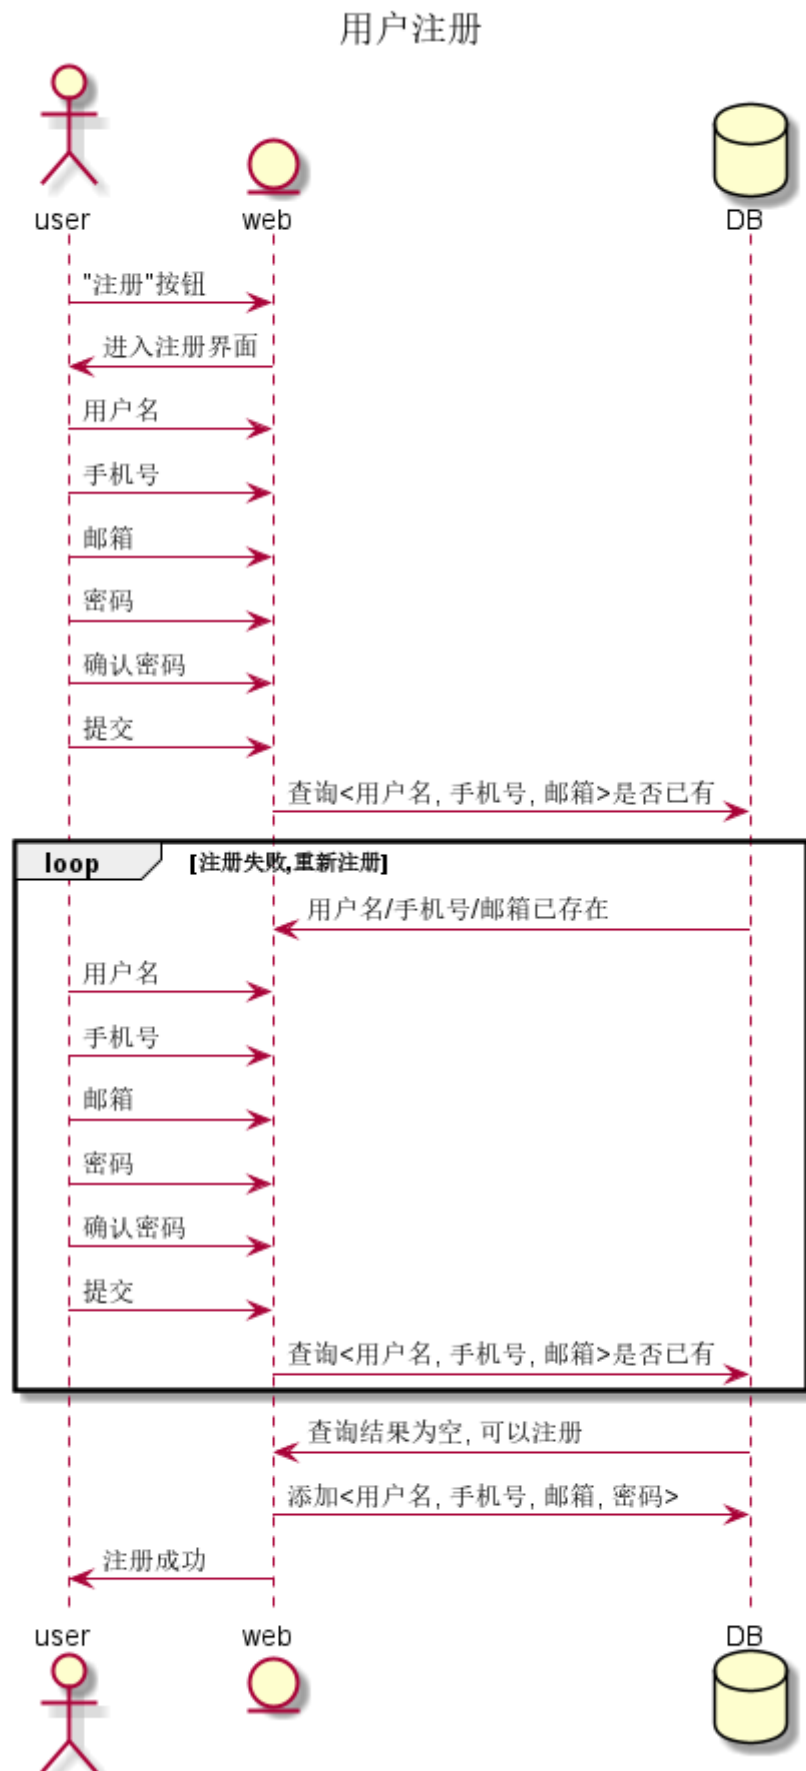 用户注册
user
web
DB
"注册"按钮
进入注册界面
用户名
手机号
邮箱
密码
确认密码
提交
查询<用户名, 手机号, 邮箱>是否已有
loop [注册失败,重新注册]
用户名/手机号/邮箱已存在
用户名
手机号
邮箱
密码
确认密码
提交
查询<用户名, 手机号, 邮箱>是否已有
查询结果为空, 可以注册
添加<用户名, 手机号, 邮箱, 密码>
注册成功
user
web
DB